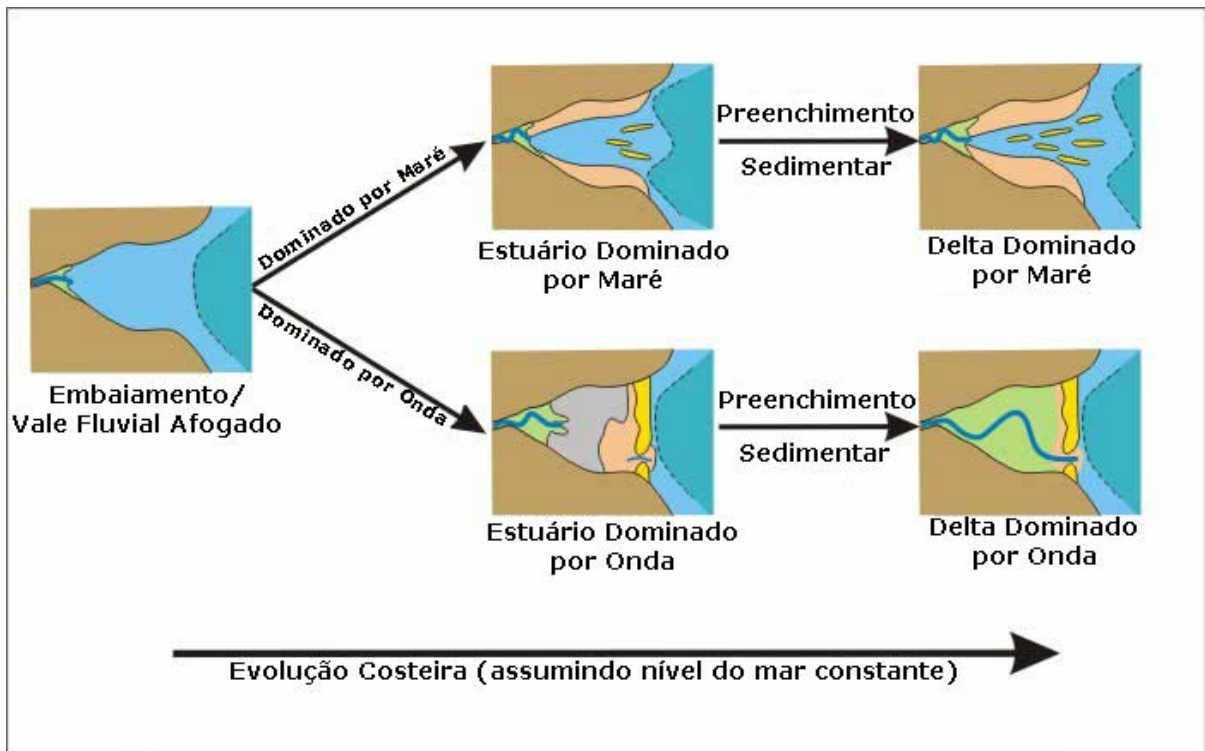 Dominado por Maré
Estuário Dominado
por Maré
Preenchimento
Sedimentar
Delta Dominado
por Maré
Embaiamento/
Vale Fluvial Afogado
Dominado por Onda
Estuário Dominado
por Onda
Preenchimento
Sedimentar
Delta Dominado
por Onda
Evolução Costeira (assumindo nível do mar constante)